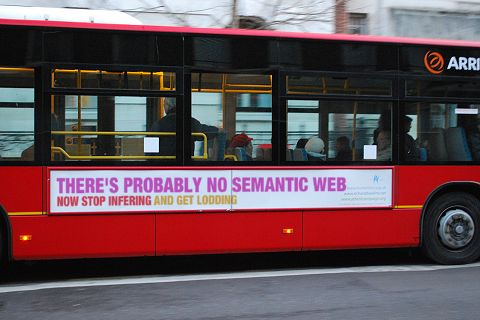 ARRI
THERE'S PROBABLY NO SEMANTIC WEB
NOW STOP INFERING AND GET LODDING